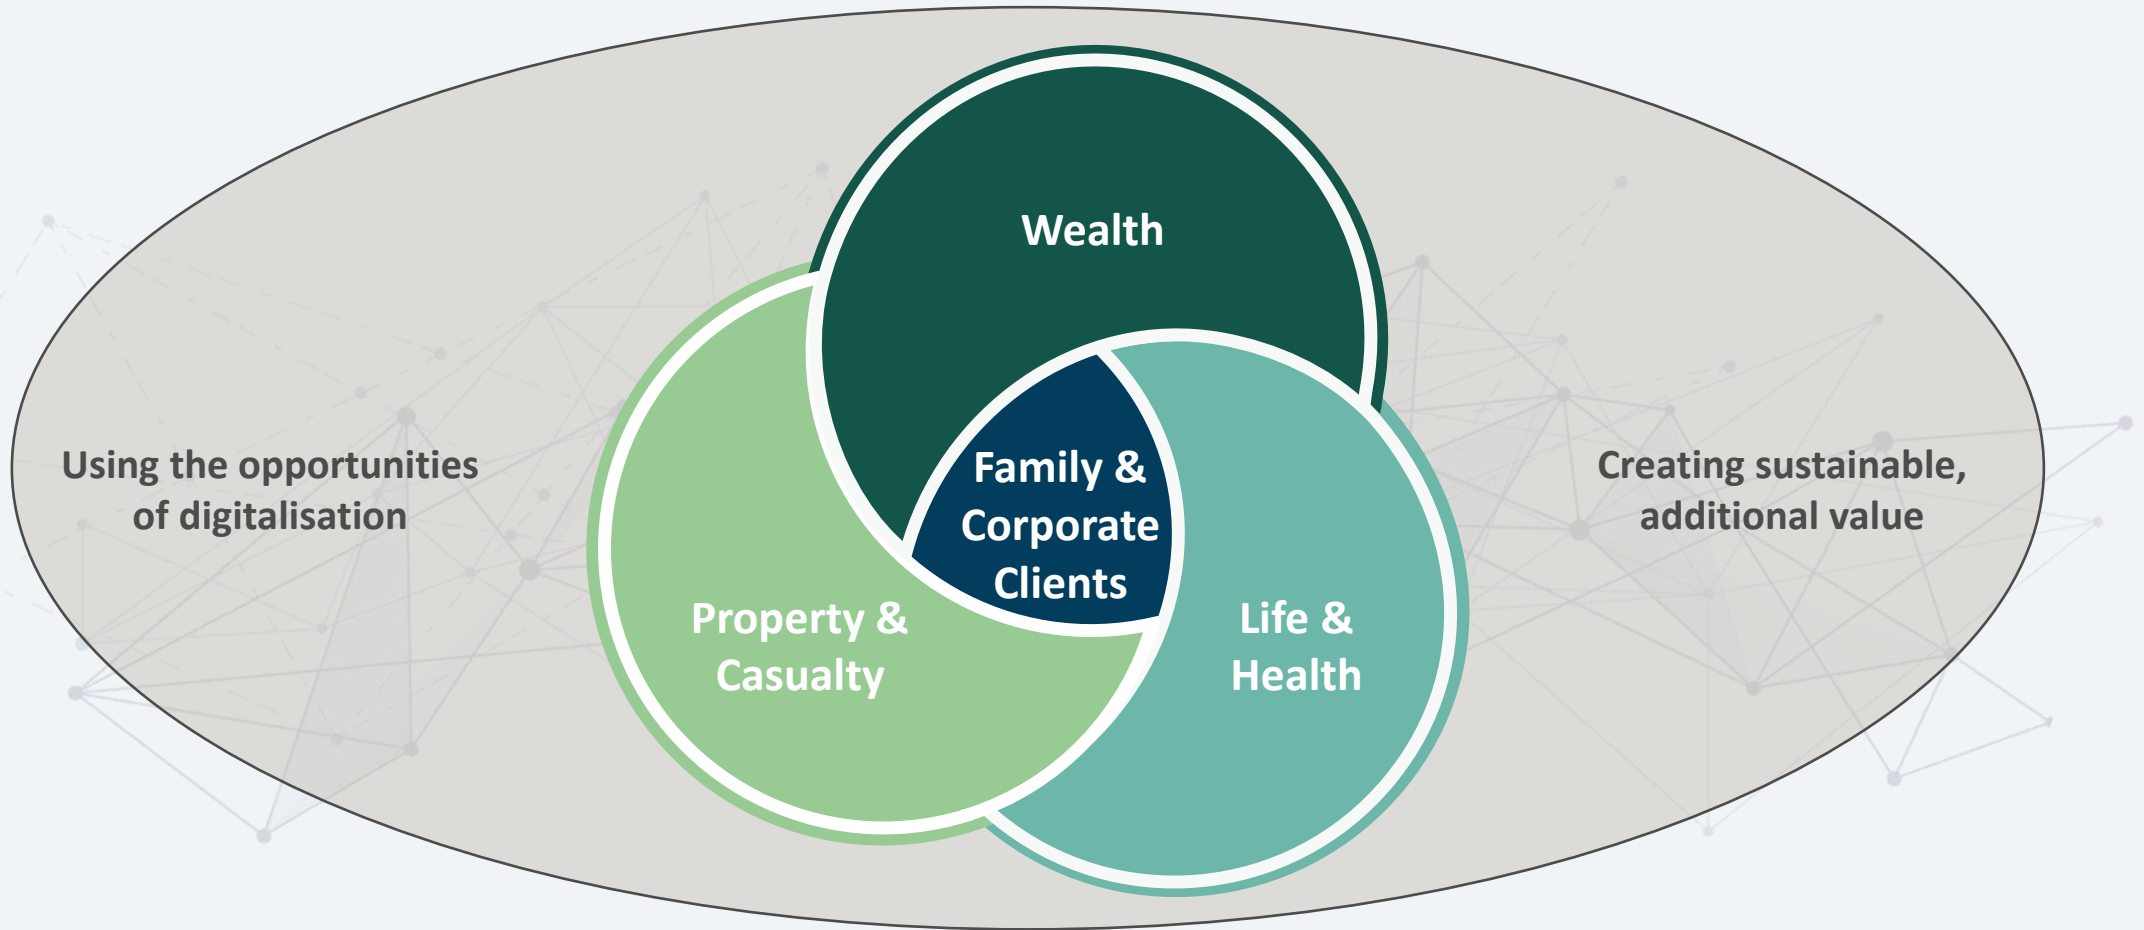 Wealth
Using the opportunities
of digitalisation
Family &
Corporate
Clients
Creating sustainable,
additional value
Property &
Casualty
Life &
Health